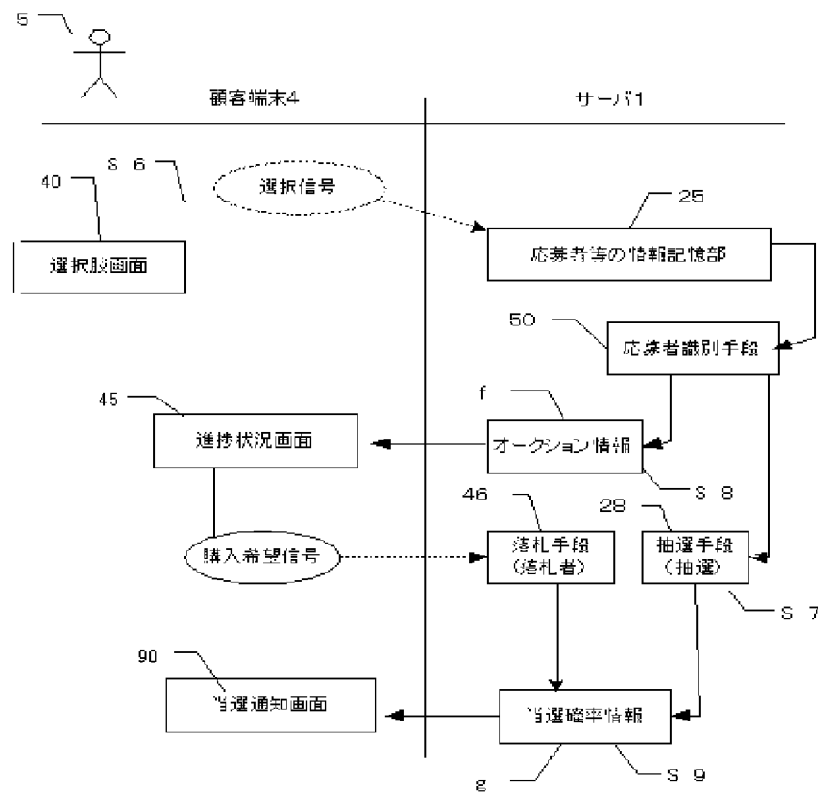 5
顧客端末4
サーバ1
S 6
選択信号
40
25
選択肢画面
応募者等の情報記憶部
50
応募者識別手段
45
f
進捗状況画面
オークション情報
S 8
46
28
購入希望信号
落札手段
(落札者)
抽選手段
(抽選)
S 7
90
当選通知画面
当選確率情報
g
S 9